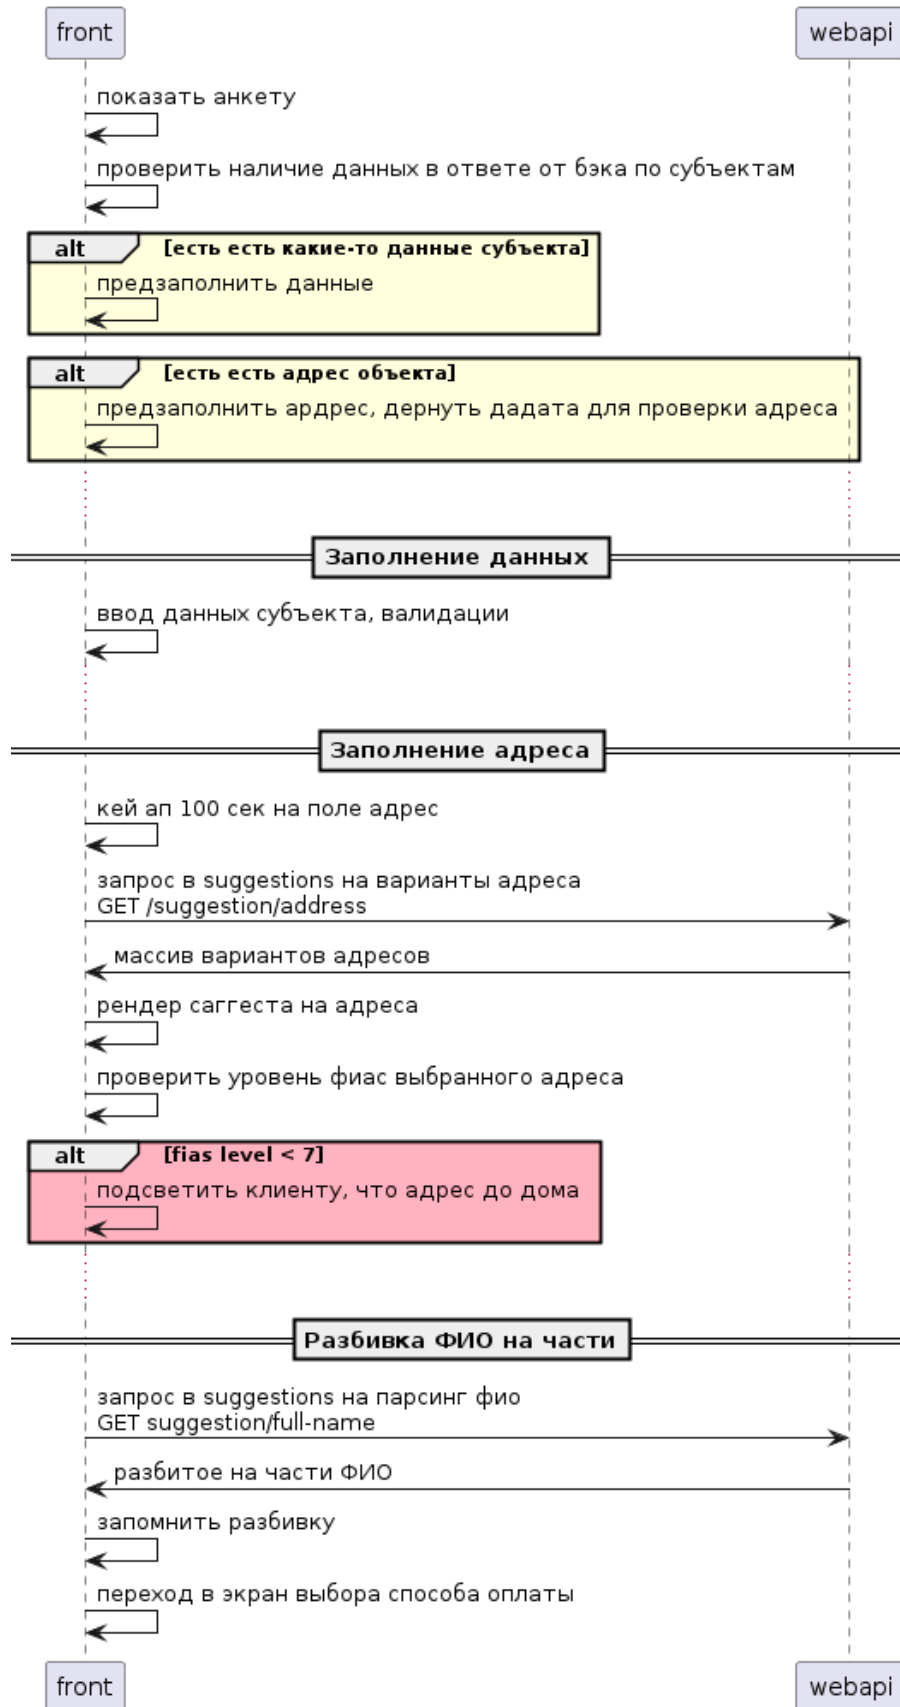 front
webapi
показать анкету
проверить наличие данных в ответе от бэка по субъектам
alt
[есть есть какие-то данные субъекта]
предзаполнить данные
alt
[есть есть адрес объекта]
предзаполнить ардрес, дернуть дадата для проверки адреса
Заполнение данных
ввод данных субъекта, валидации
Заполнение адреса
кей ап 100 сек на поле адрес
запрос в suggestions на варианты адреса
GET /suggestion/address
массив вариантов адресов
рендер саггеста на адреса
проверить уровень фиас выбранного адреса
alt
[fias level < 7]
подсветить клиенту, что адрес до дома
Разбивка ФИО на части
запрос в suggestions на парсинг фио
GET suggestion/full-name
разбитое на части ФИО
запомнить разбивку
переход в экран выбора способа оплаты
front
webapi